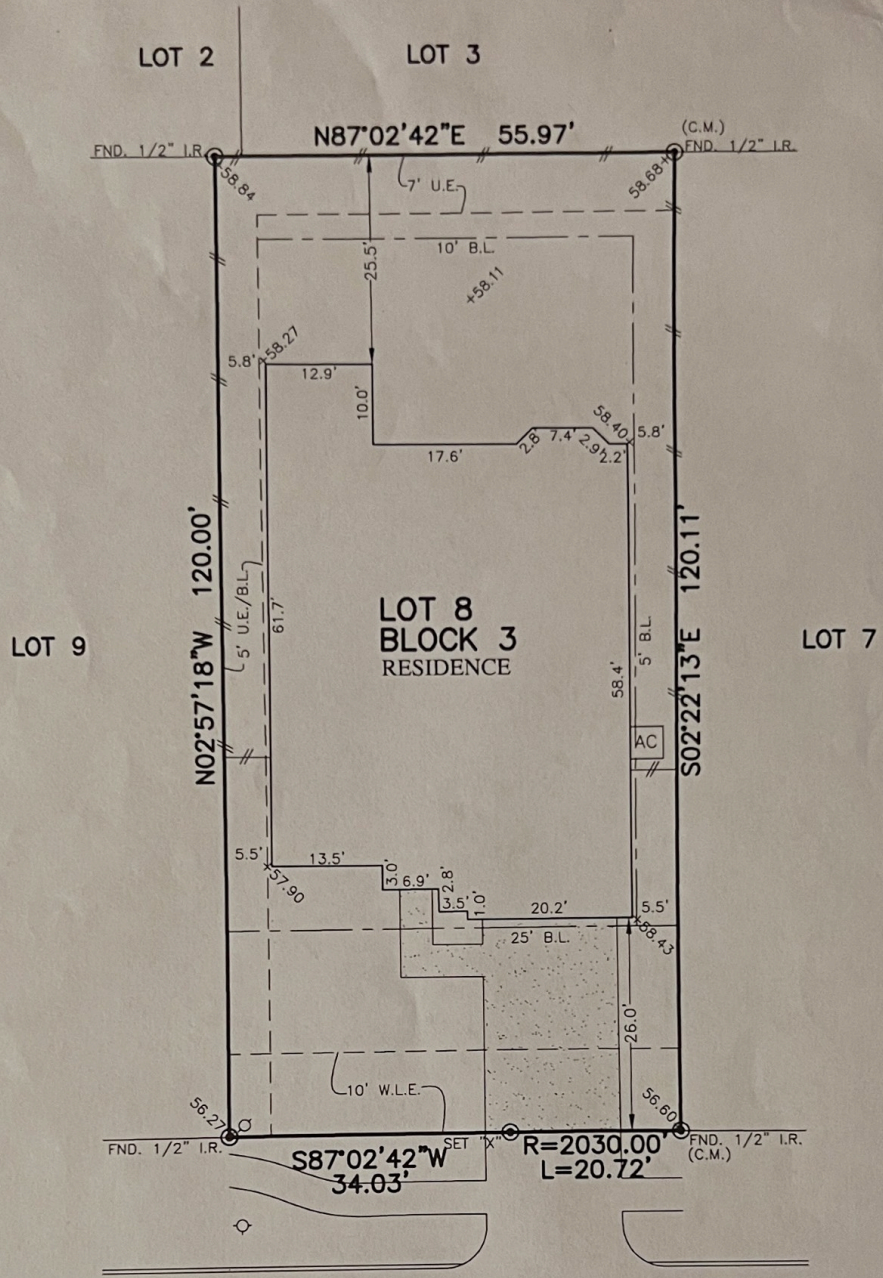 LOT 2
LOT 3
N87°02'42"E 55.97'
(C.M.)
FND. 1/2" I.R.
FND. 1/2" I.R.
58.84
58.68+
7' U.E.
10' B.L.
25.5'
+58.11
5.8'
58.27
12.9'
10.0'
58.40
5.8'
17.6'
2.8'
7.4'
2.9'
2.2'
N02°57'18"W 120.00'
S02°22'13"E 120.11'
5' U.E./B.L.
61.7'
LOT 8
BLOCK 3
RESIDENCE
LOT 9
LOT 7
5' B.L.
58.4'
AC
5.5'
57.90
13.5'
3.0'
6.9'
2.8'
3.5'
1.0'
20.2'
5.5'
58.43
25' B.L.
26.0'
10' W.L.E.
56.27
56.60
FND. 1/2" I.R.
SET "X"
FND. 1/2" I.R.
(C.M.)
S87°02'42"W
34.03'
R=2030.00'
L=20.72'